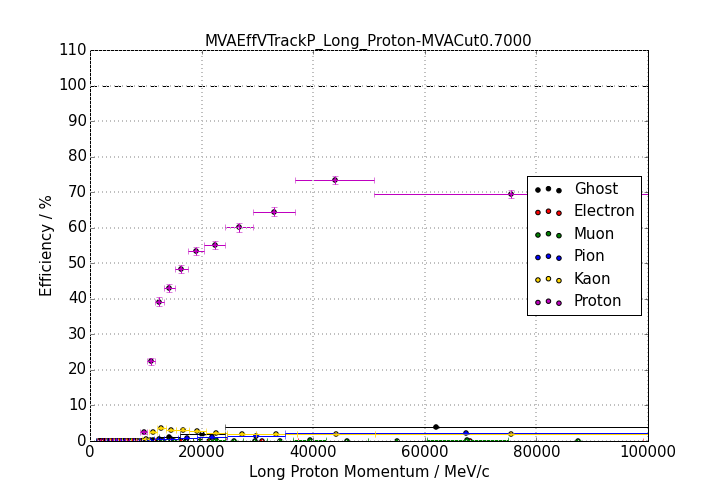 MVAEffVTrackP_Long_Proton-MVACut0.7000
110
100
90
80
70
60
50
40
30
20
10
0
Efficiency / %
Ghost
Electron
Muon
Pion
Kaon
Proton
0 20000 40000 60000 80000 100000
Long Proton Momentum / MeV/c